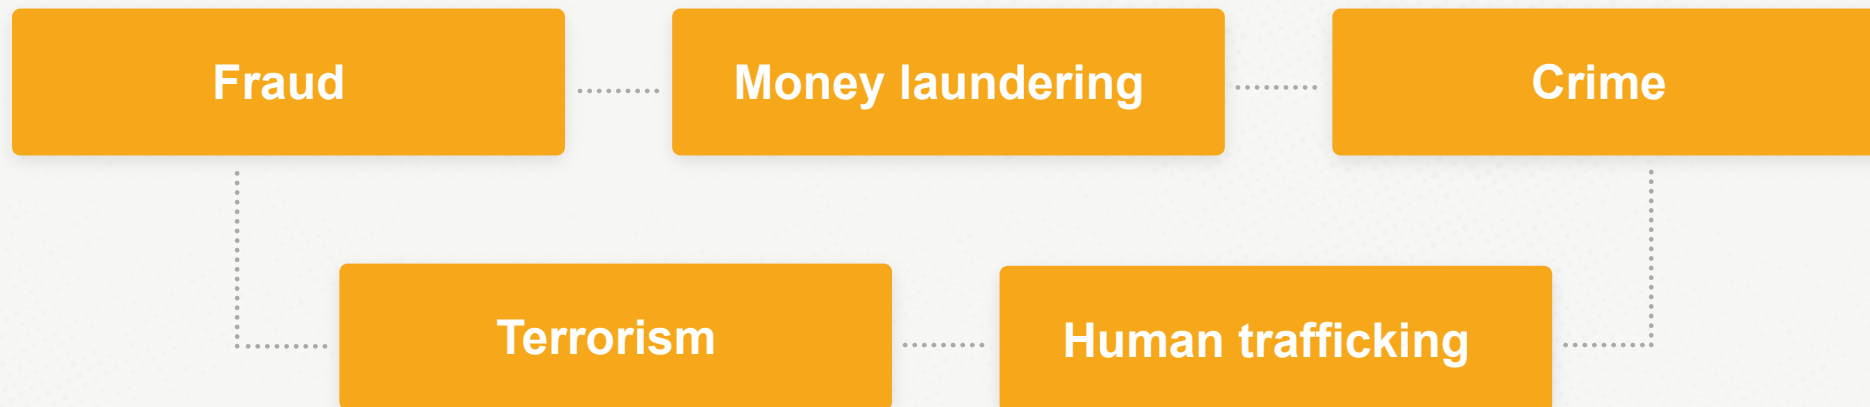 Fraud
Money laundering
Crime
Terrorism
Human trafficking